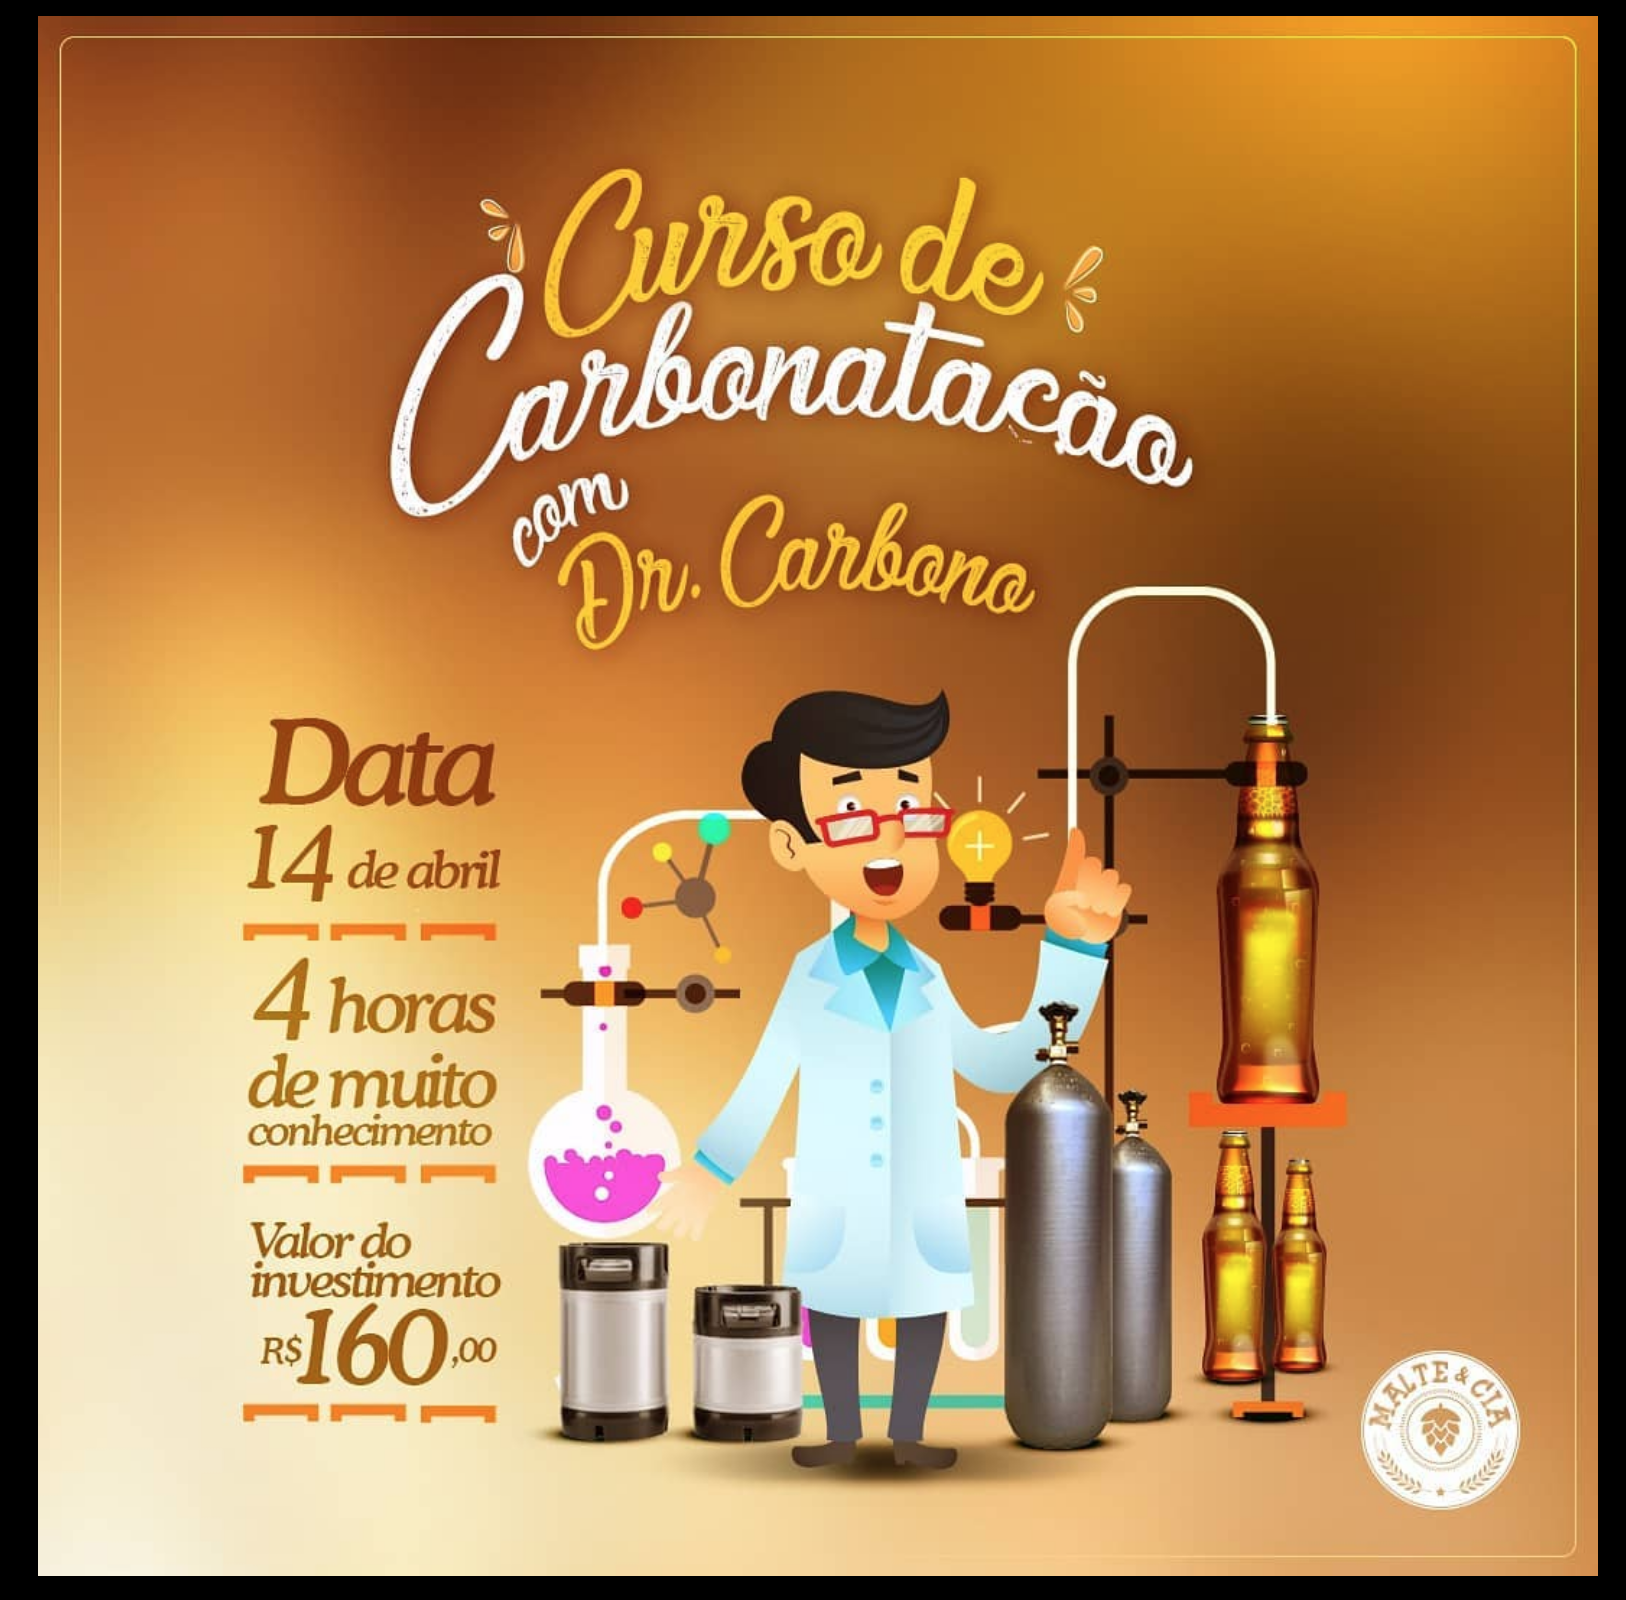 Curso de
Carbonatação
com
Dr. Carbono
Data
14 de abril
4 horas
de muito
conhecimento
Valor do
investimento
R$160,00
MALTE & CIA